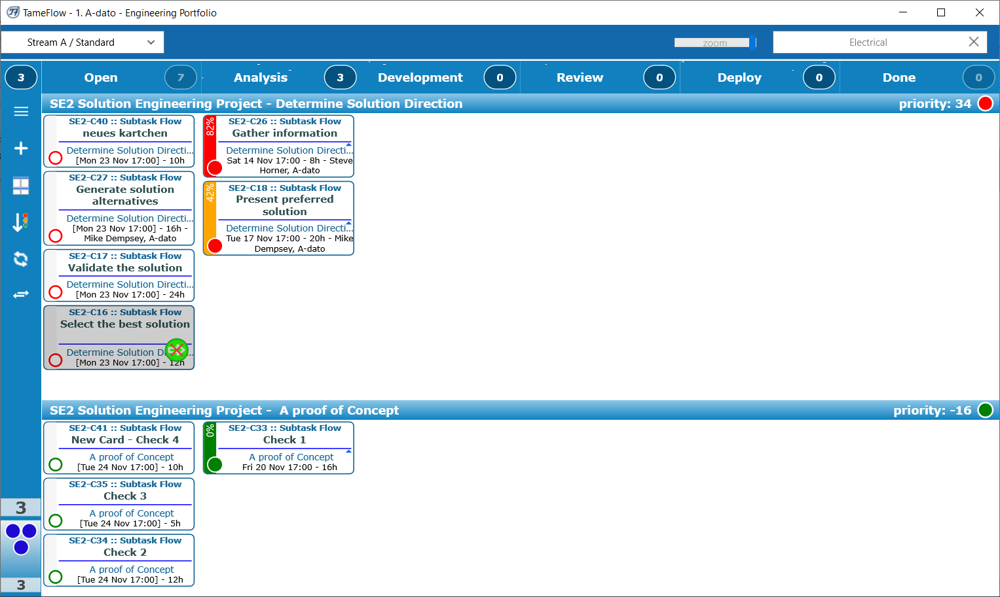 TameFlow - 1. A-dato - Engineering Portfolio
Stream A / Standard
zoom
Electrical
3
Open 7
Analysis 3
Development 0
Review 0
Deploy 0
Done 0
SE2 Solution Engineering Project - Determine Solution Direction
priority: 34
SE2-C40 :: Subtask Flow
neues kartchen
Determine Solution Directi...
[Mon 23 Nov 17:00] - 10h
SE2-C27 :: Subtask Flow
Generate solution
alternatives
Determine Solution Directi...
[Mon 23 Nov 17:00] - 16h -
Mike Dempsey, A-dato
SE2-C17 :: Subtask Flow
Validate the solution
Determine Solution Directi...
[Mon 23 Nov 17:00] - 24h
SE2-C16 :: Subtask Flow
Select the best solution
Determine Solution D...
[Mon 23 Nov 17:00] - 12h
82%
SE2-C26 :: Subtask Flow
Gather information
Determine Solution Directi...
Sat 14 Nov 17:00 - 8h - Steve
Horner, A-dato
42%
SE2-C18 :: Subtask Flow
Present preferred
solution
Determine Solution Directi...
Tue 17 Nov 17:00 - 20h - Mike
Dempsey, A-dato
SE2 Solution Engineering Project - A proof of Concept
priority: -16
SE2-C41 :: Subtask Flow
New Card - Check 4
A proof of Concept
[Tue 24 Nov 17:00] - 10h
SE2-C35 :: Subtask Flow
Check 3
A proof of Concept
[Tue 24 Nov 17:00] - 5h
SE2-C34 :: Subtask Flow
Check 2
A proof of Concept
[Tue 24 Nov 17:00] - 12h
0%
SE2-C33 :: Subtask Flow
Check 1
A proof of Concept
Fri 20 Nov 17:00 - 16h
3
3